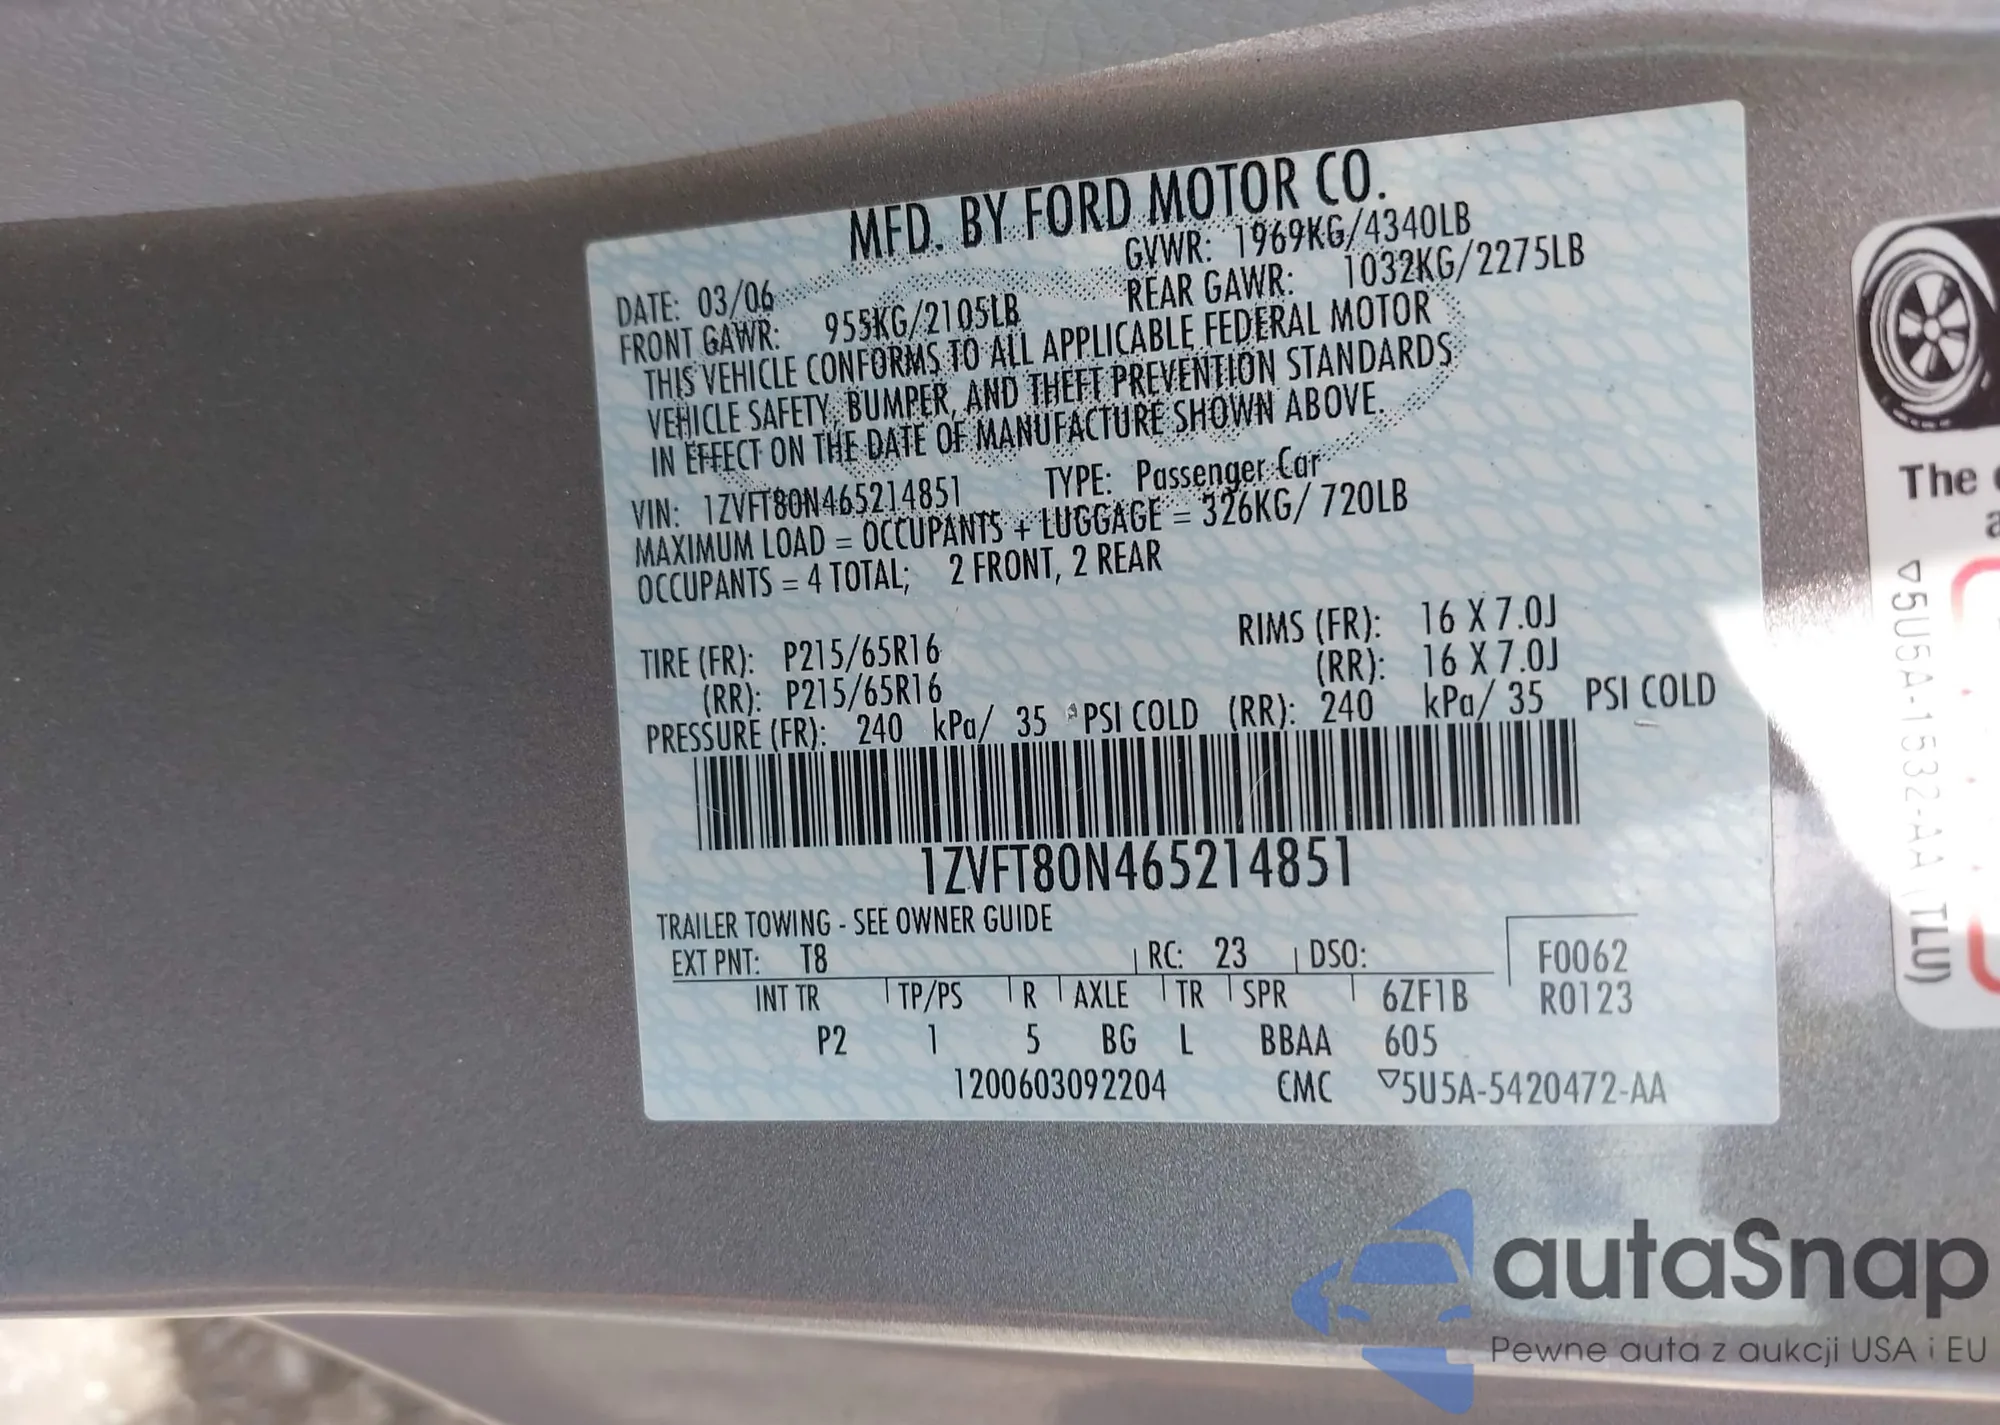 MFD. BY FORD MOTOR CO.
DATE: 03/06 GVWR: 1969KG/4340LB
FRONT GAWR: 955KG/2105LB REAR GAWR: 1032KG/2275LB
THIS VEHICLE CONFORMS TO ALL APPLICABLE FEDERAL MOTOR
VEHICLE SAFETY, BUMPER, AND THEFT PREVENTION STANDARDS
IN EFFECT ON THE DATE OF MANUFACTURE SHOWN ABOVE.
VIN: 1ZVFT80N465214851 TYPE: Passenger Car
MAXIMUM LOAD = OCCUPANTS + LUGGAGE = 326KG/ 720LB
OCCUPANTS = 4 TOTAL; 2 FRONT, 2 REAR
TIRE (FR): P215/65R16 RIMS (FR): 16 X 7.0J
(RR): P215/65R16 (RR): 16 X 7.0J
PRESSURE (FR): 240 kPa/ 35 PSI COLD (RR): 240 kPa/ 35 PSI COLD
1ZVFT80N465214851
TRAILER TOWING - SEE OWNER GUIDE
EXT PNT: T8 RC: 23 DSO: F0062
INT TR TP/PS R AXLE TR SPR 6ZF1B R0123
P2 1 5 BG L BBAA 605
1200603092204 CMC ▽5U5A-5420472-AA
The
▽5U5A-1532-AA (TLU)
autaSnap
Pewne auta z aukcji USA i EU